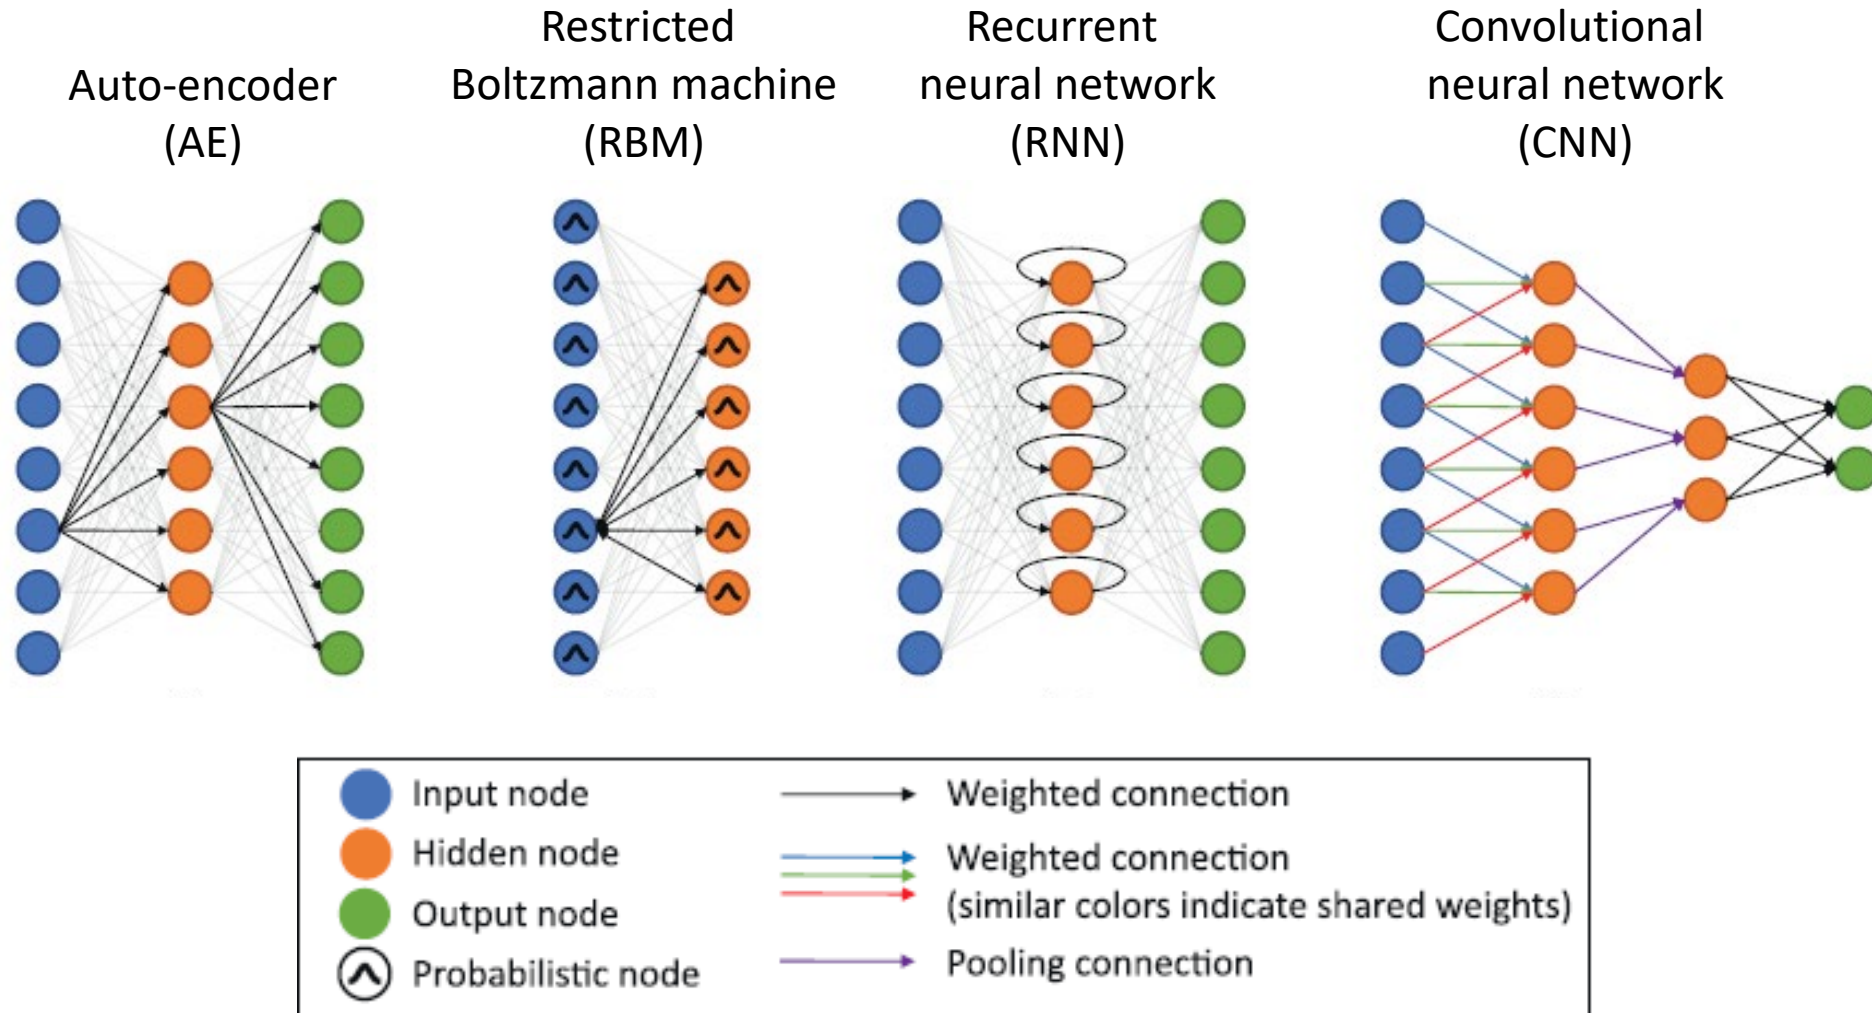 Auto-encoder
(AE)
Restricted
Boltzmann machine
(RBM)
Recurrent
neural network
(RNN)
Convolutional
neural network
(CNN)
Input node
Hidden node
Output node
Probabilistic node
Weighted connection
Weighted connection
(similar colors indicate shared weights)
Pooling connection